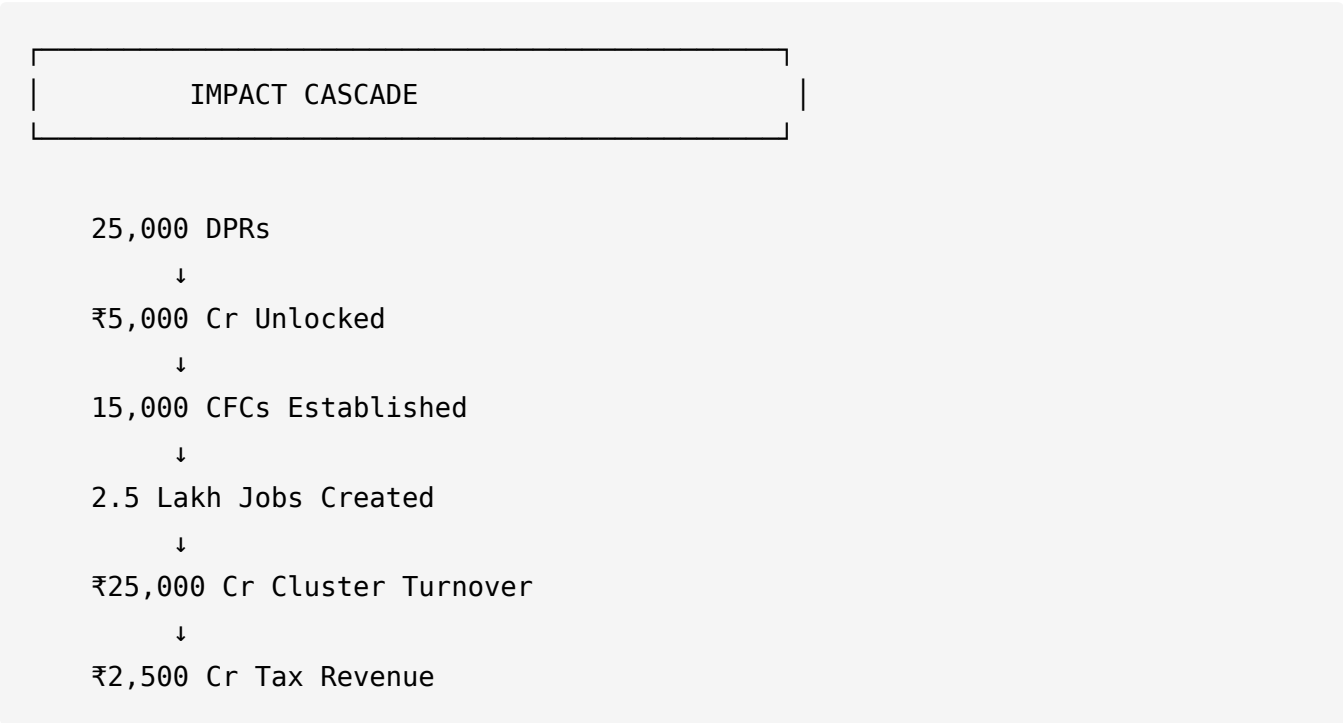 IMPACT CASCADE
25,000 DPRs
↓
₹5,000 Cr Unlocked
↓
15,000 CFCs Established
↓
2.5 Lakh Jobs Created
↓
₹25,000 Cr Cluster Turnover
↓
₹2,500 Cr Tax Revenue